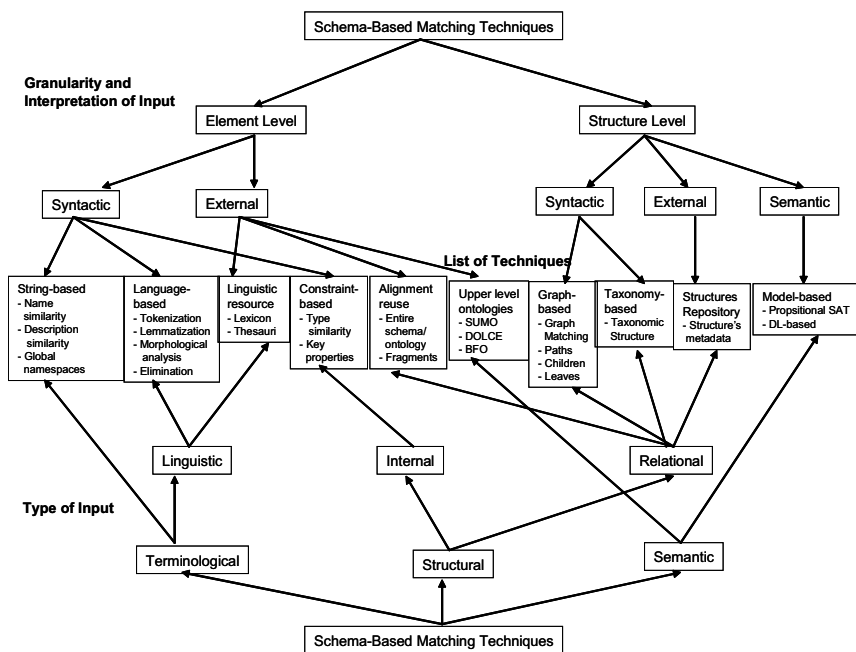 Schema-Based Matching Techniques
Granularity and
Interpretation of Input
Element Level
Structure Level
Syntactic
External
Syntactic
External
Semantic
List of Techniques
String-based
- Name
similarity
- Description
similarity
- Global
namespaces
Language-
based
- Tokenization
- Lemmatization
- Morphological
analysis
- Elimination
Linguistic
resource
- Lexicon
- Thesauri
Constraint-
based
- Type
similarity
- Key
properties
Alignment
reuse
- Entire
schema/
ontology
- Fragments
Upper level
ontologies
- SUMO
- DOLCE
- BFO
Graph-
based
- Graph
Matching
- Paths
- Children
- Leaves
Taxonomy-
based
- Taxonomic
Structure
Structures
Repository
- Structure's
metadata
Model-based
- Propsitional SAT
- DL-based
Linguistic
Internal
Relational
Type of Input
Terminological
Structural
Semantic
Schema-Based Matching Techniques